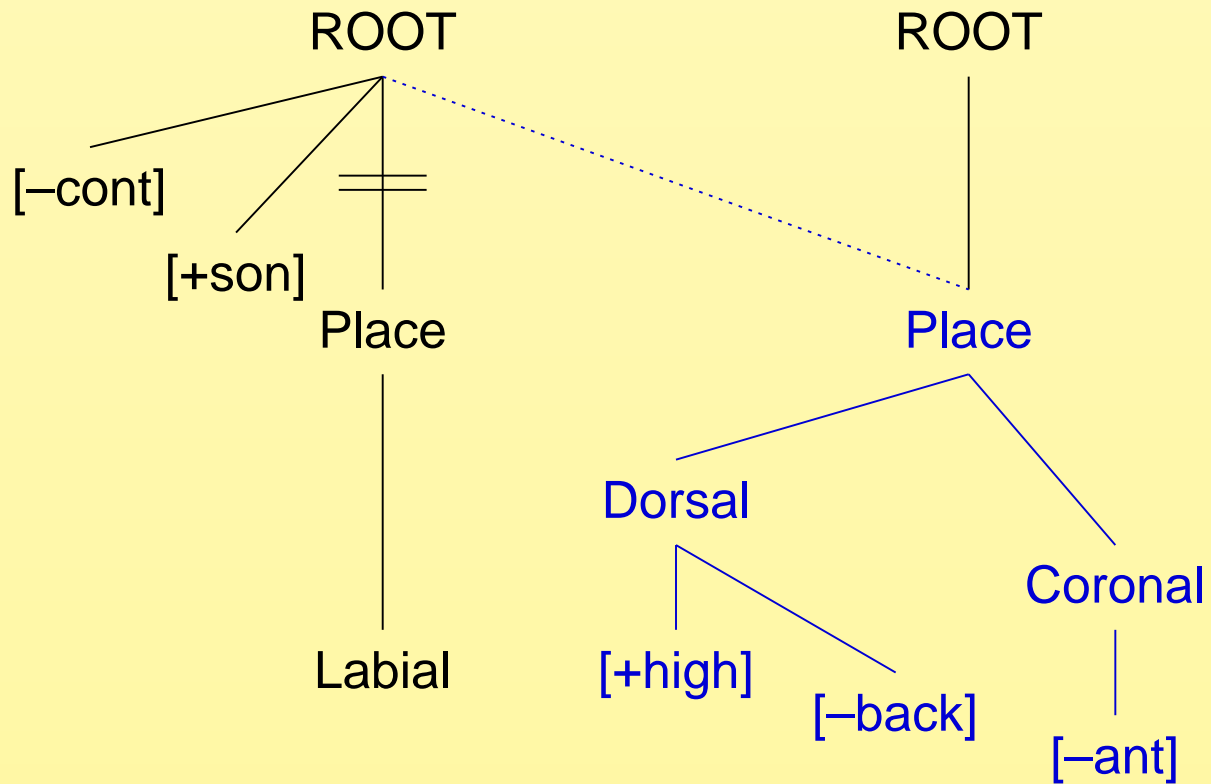 ROOT ROOT
[–cont]
[+son]
Place Place
Dorsal
Coronal
Labial [+high]
[–back]
[–ant]